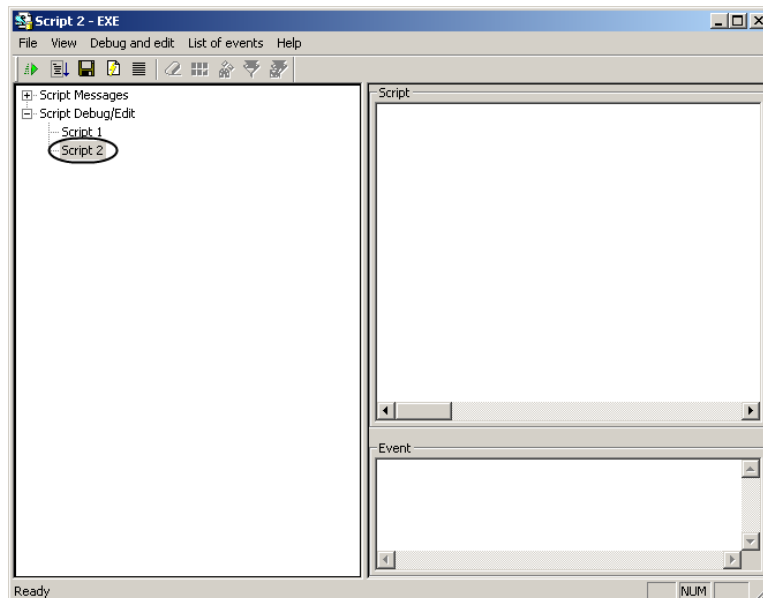 Script 2 - EXE
File View Debug and edit List of events Help
Script Messages
Script Debug/Edit
Script 1
Script 2
Script
Event
Ready
NUM